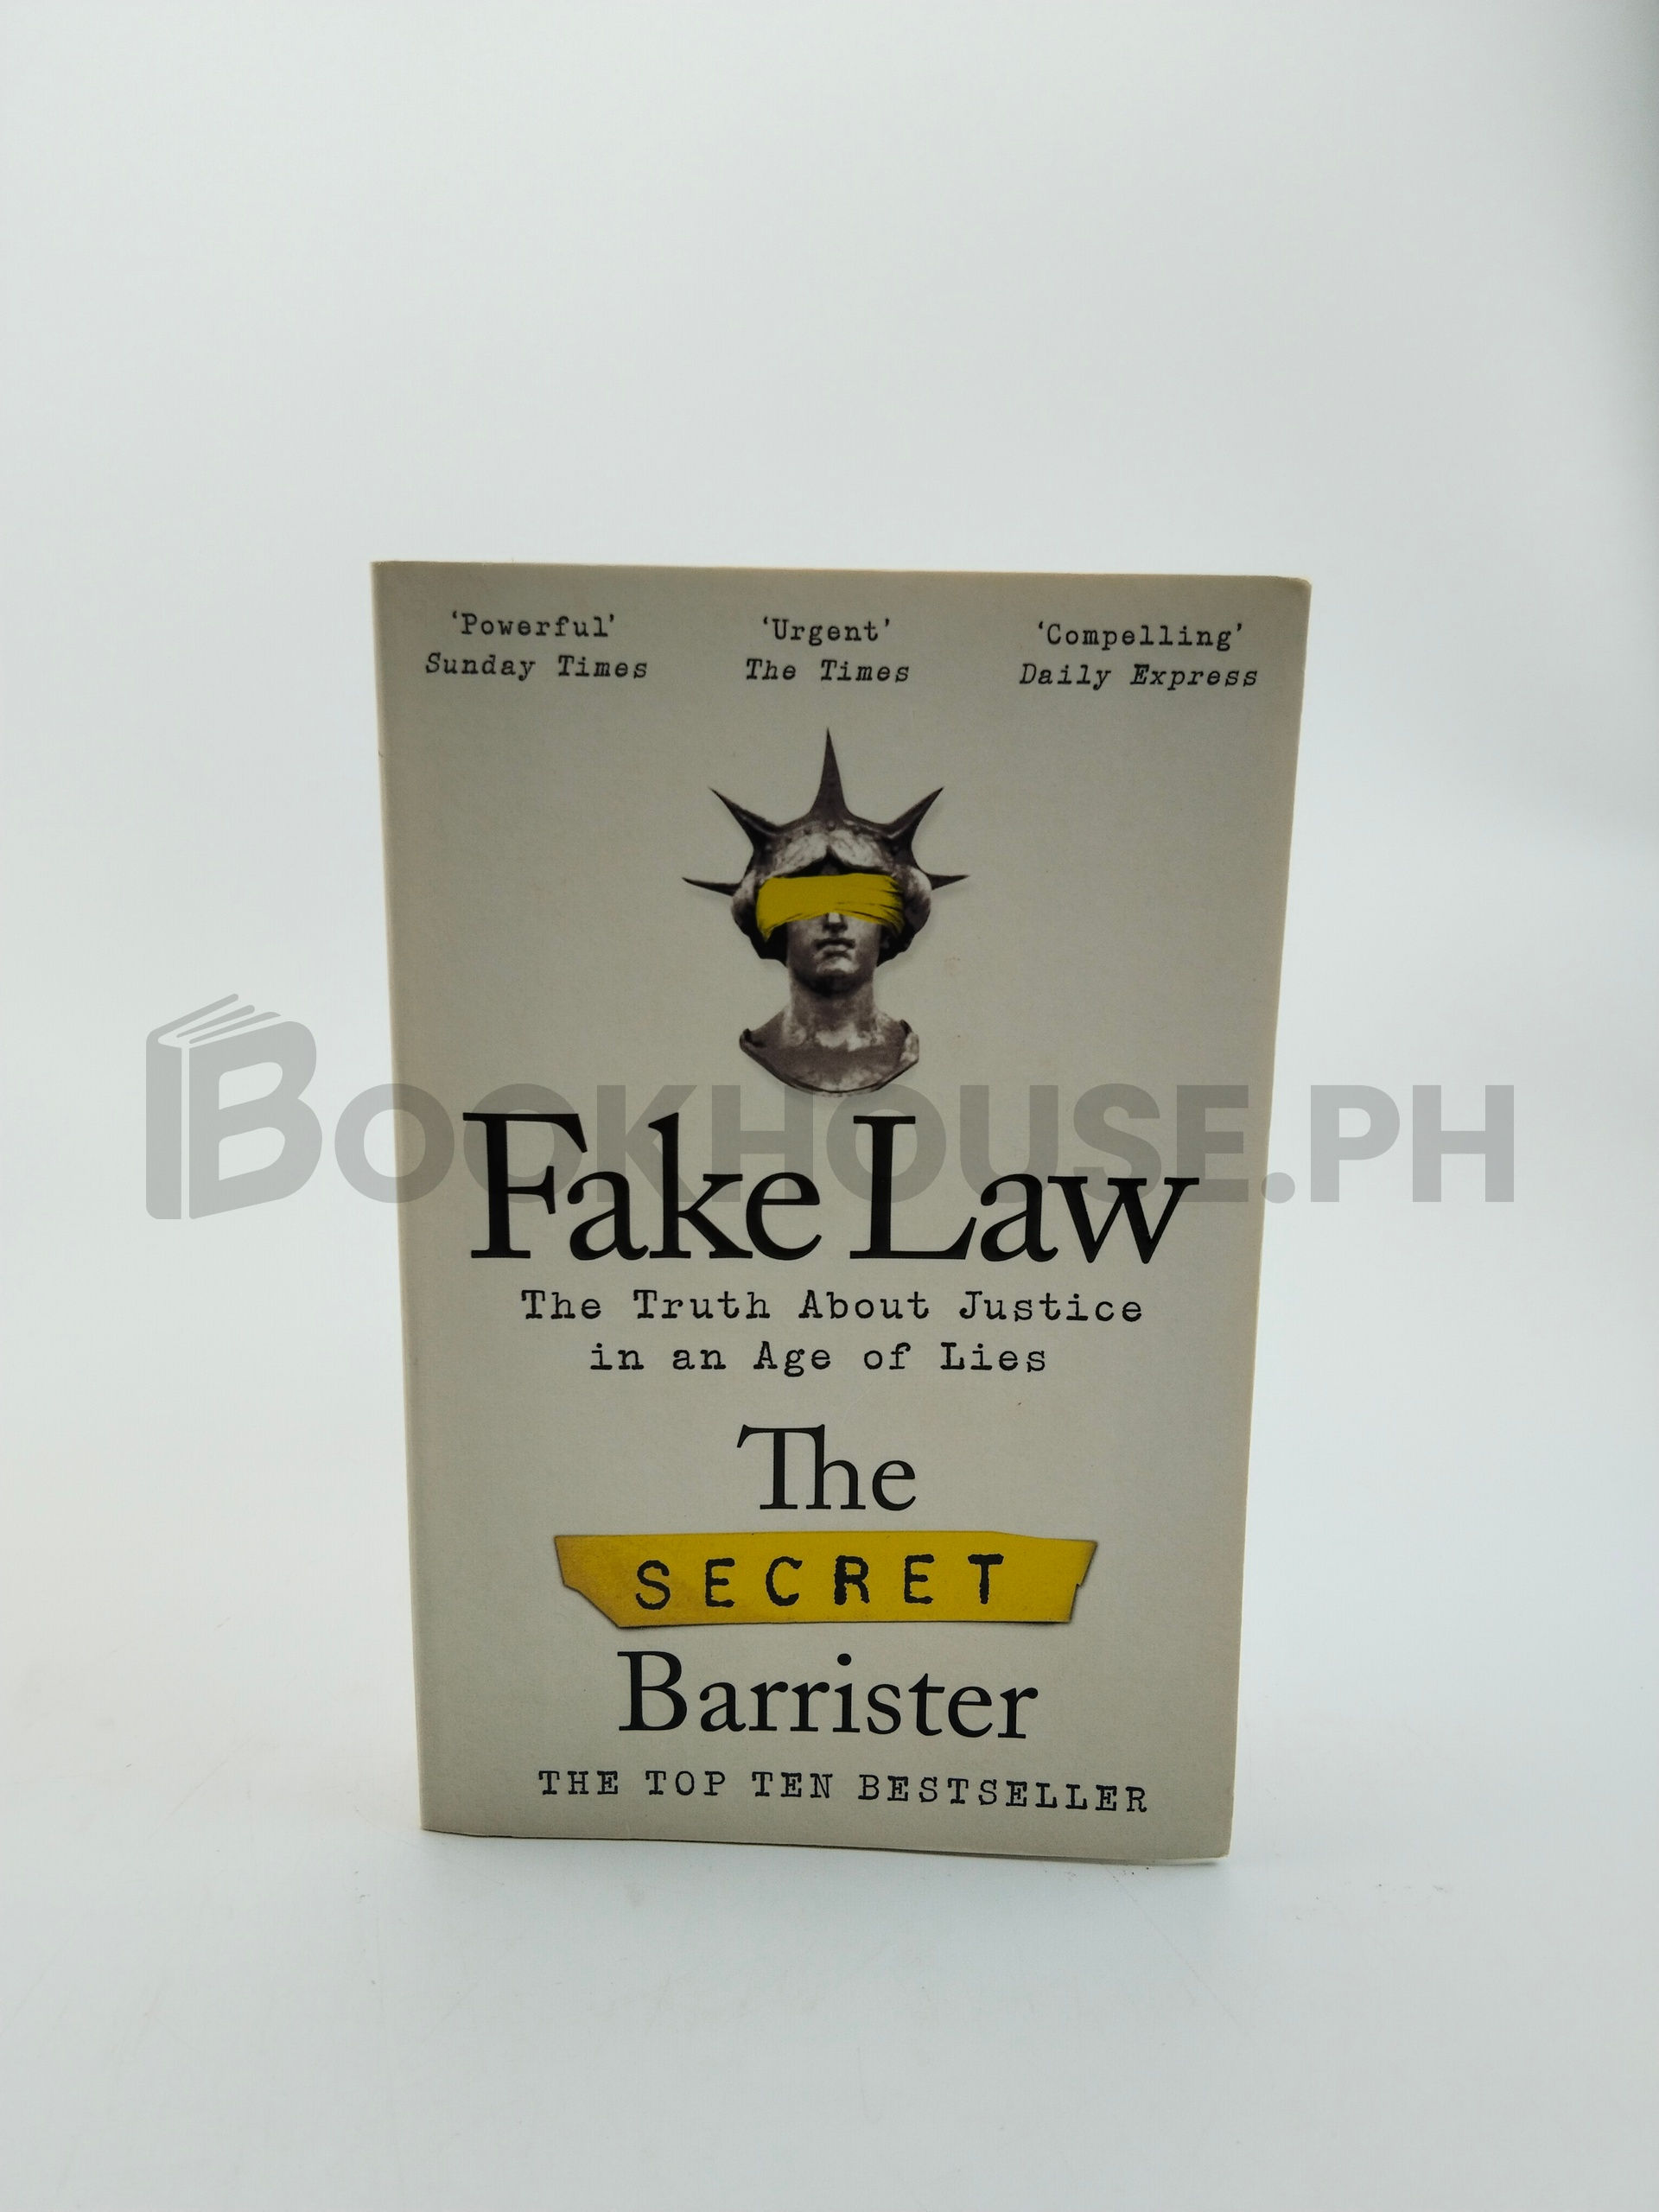 ‘Powerful’
Sunday Times
‘Urgent’
The Times
‘Compelling’
Daily Express
BOOKHOUSE.PH
Fake Law
The Truth About Justice
in an Age of Lies
The
SECRET
Barrister
THE TOP TEN BESTSELLER